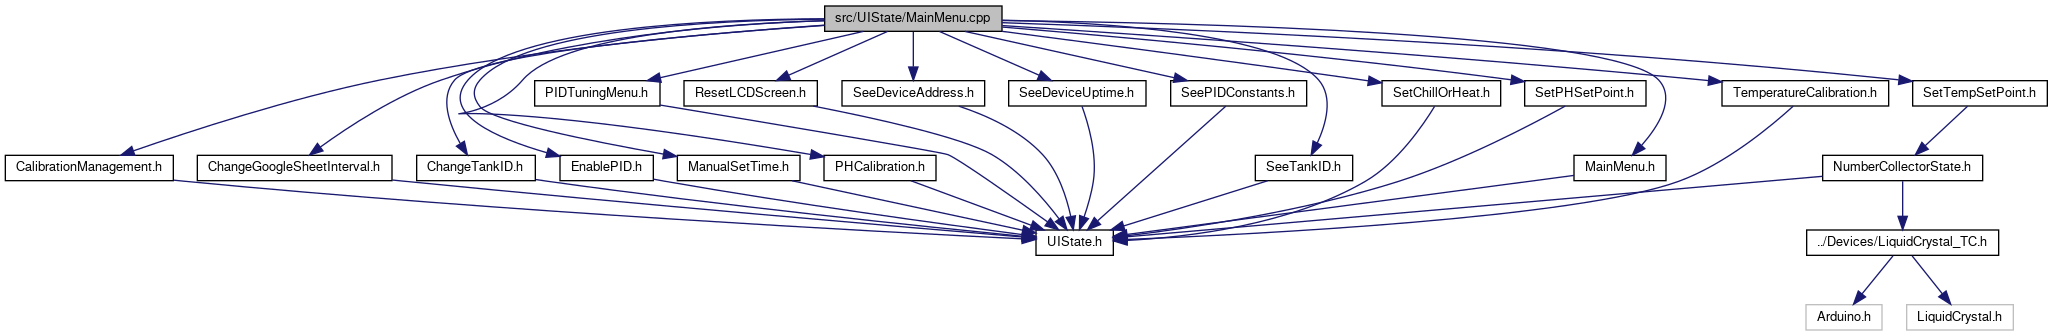 src/UIState/MainMenu.cpp
PIDTuningMenu.h
ResetLCDScreen.h
SeeDeviceAddress.h
SeeDeviceUptime.h
SeePIDConstants.h
SetChillOrHeat.h
SetPHSetPoint.h
TemperatureCalibration.h
SetTempSetPoint.h
CalibrationManagement.h
ChangeGoogleSheetInterval.h
ChangeTankID.h
EnablePID.h
ManualSetTime.h
PHCalibration.h
SeeTankID.h
MainMenu.h
NumberCollectorState.h
UIState.h
../Devices/LiquidCrystal_TC.h
Arduino.h
LiquidCrystal.h